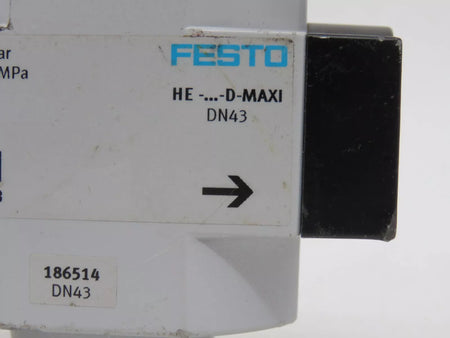 FESTO
ar
MPa
HE -...-D-MAXI
DN43
186514
DN43